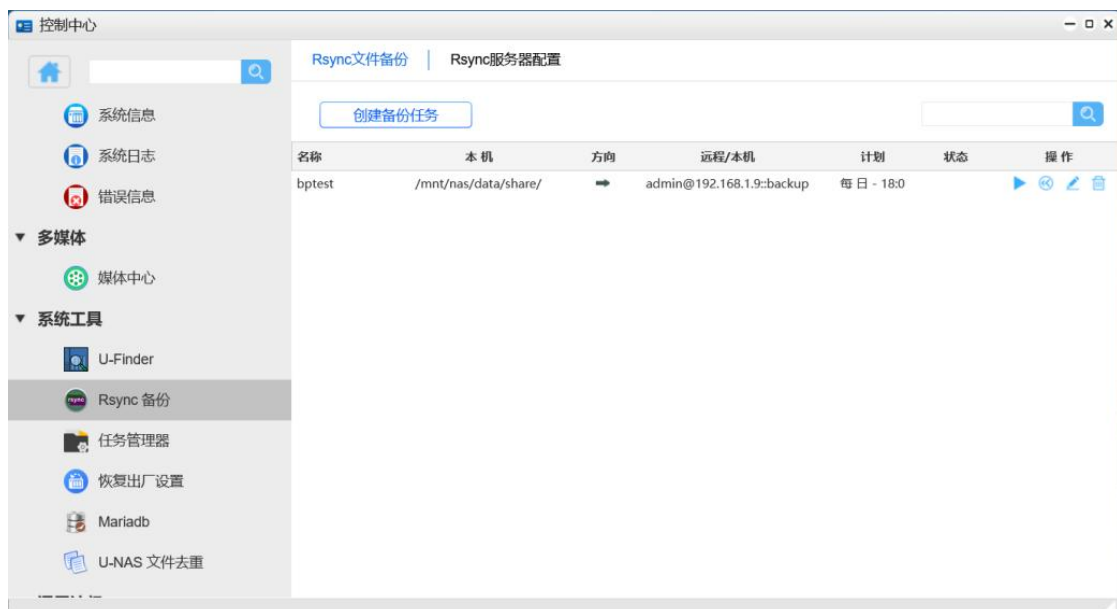 控制中心
Rsync文件备份 Rsync服务器配置
创建备份任务
系统信息
系统日志
错误信息
多媒体
媒体中心
系统工具
U-Finder
Rsync 备份
任务管理器
恢复出厂设置
Mariadb
U-NAS 文件去重
名称 本 机 方向 远程/本机 计划 状态 操 作
bptest /mnt/nas/data/share/ admin@192.168.1.9::backup 每 日 - 18:0